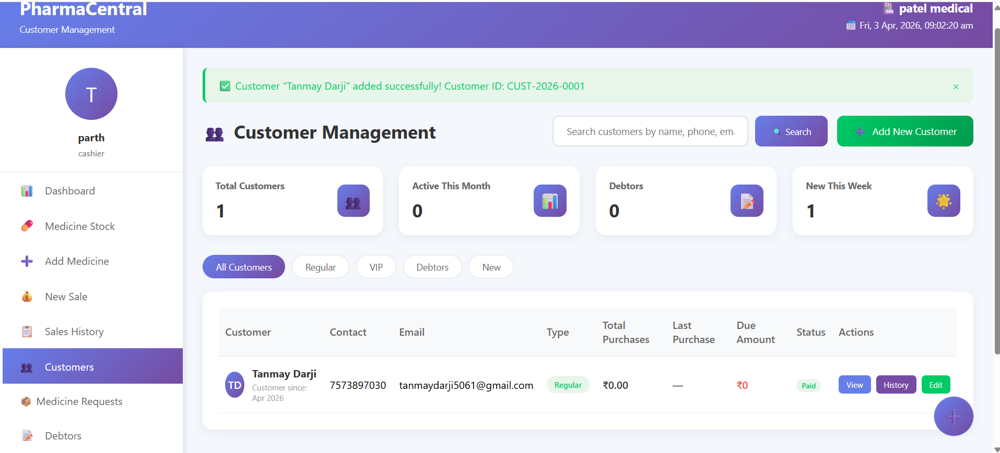 PharmaCentral
Customer Management
patel medical
Fri, 3 Apr, 2026, 09:02:20 am
T
parth
cashier
Dashboard
Medicine Stock
Add Medicine
New Sale
Sales History
Customers
Medicine Requests
Debtors
Customer "Tanmay Darji" added successfully! Customer ID: CUST-2026-0001 ×
Customer Management
Search customers by name, phone, em
Search
Add New Customer
Total Customers
1
Active This Month
0
Debtors
0
New This Week
1
All Customers
Regular
VIP
Debtors
New
Customer
Contact
Email
Type
Total
Purchases
Last
Purchase
Due
Amount
Status
Actions
TD
Tanmay Darji
Customer since:
Apr 2026
7573897030
tanmaydarji5061@gmail.com
Regular
₹0.00
—
₹0
Paid
View
History
Edit